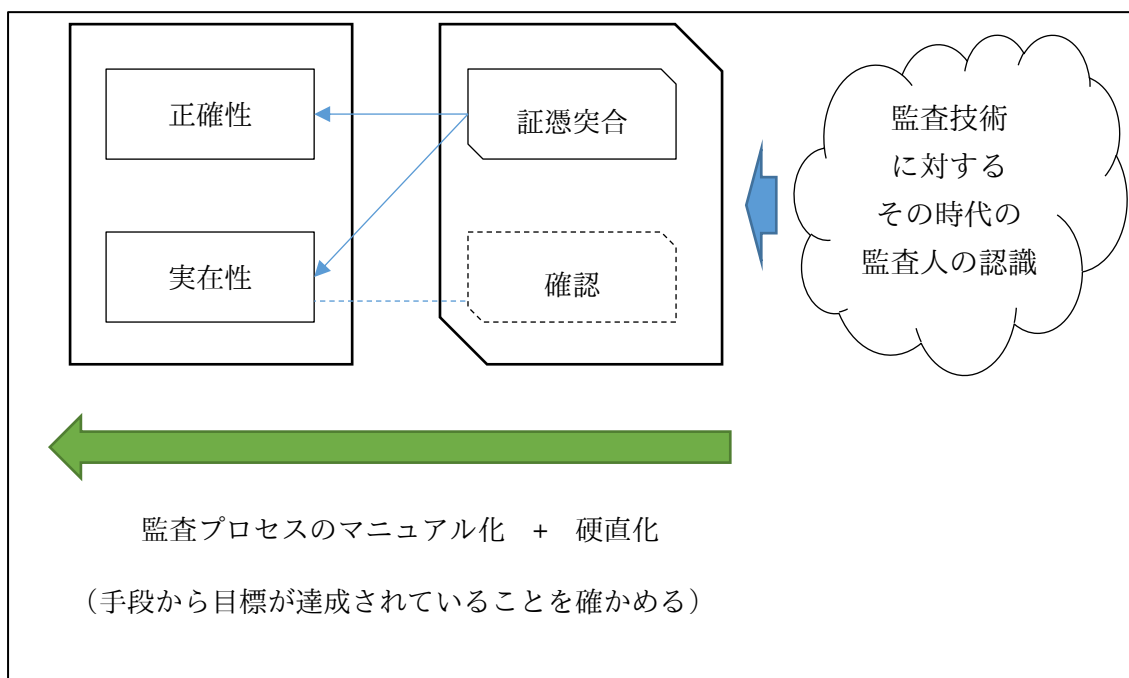 正確性
実在性
証憑突合
確認
監査技術
に対する
その時代の
監査人の認識
監査プロセスのマニュアル化　+　硬直化
（手段から目標が達成されていることを確かめる）